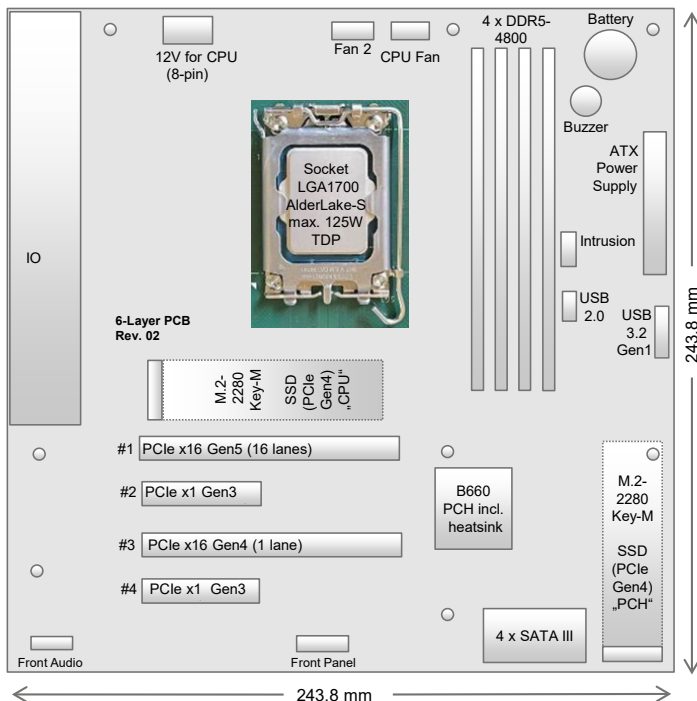 12V for CPU
(8-pin)
Fan 2
CPU Fan
4 x DDR5-
4800
Battery
Buzzer
ATX
Power
Supply
Socket
LGA1700
AlderLake-S
max. 125W
TDP
Intrusion
IO
USB
2.0
USB
3.2
Gen1
243.8 mm
6-Layer PCB
Rev. 02
M.2-
2280
Key-M
SSD
(PCIe
Gen4)
„CPU“
#1 PCIe x16 Gen5 (16 lanes)
#2 PCIe x1 Gen3
#3 PCIe x16 Gen4 (1 lane)
#4 PCIe x1 Gen3
B660
PCH incl.
heatsink
M.2-
2280
Key-M
SSD
(PCIe
Gen4)
„PCH“
4 x SATA III
Front Audio
Front Panel
243.8 mm